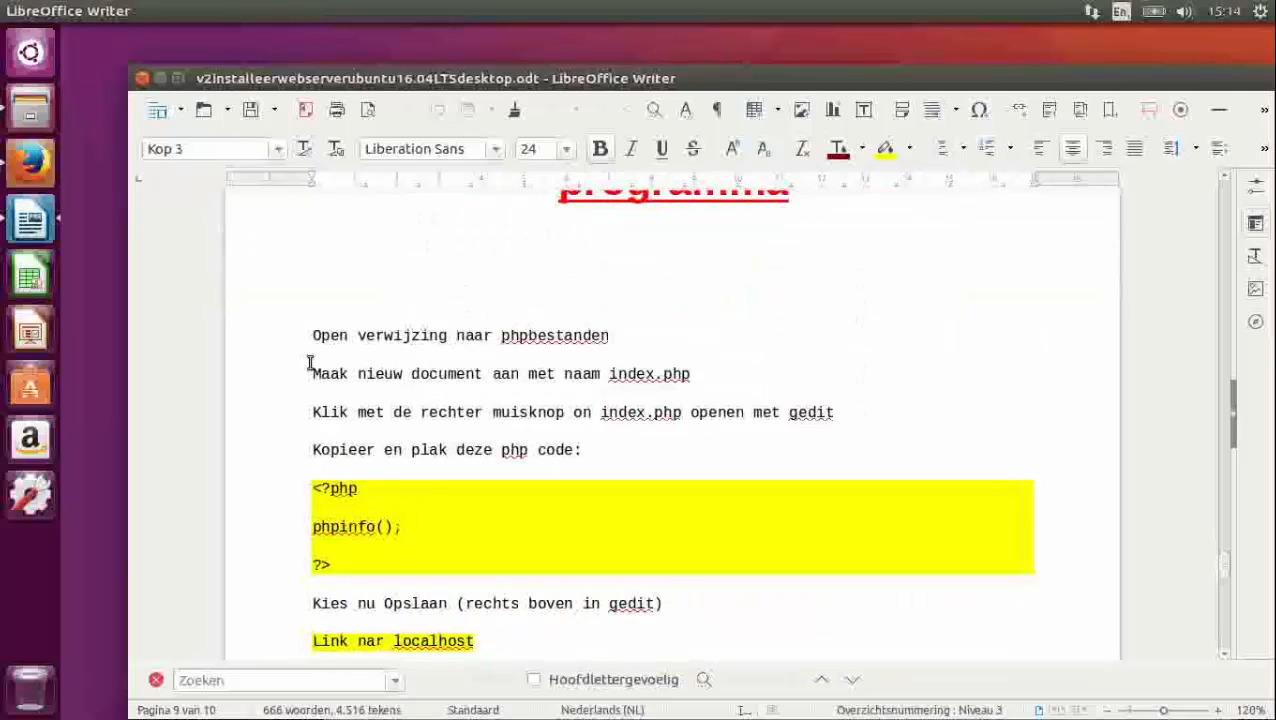 LibreOffice Writer
En
15:14
v2installeerwebserverubuntu16.04LTSdesktop.odt - LibreOffice Writer
Kop 3
Liberation Sans
24
programma
Open verwijzing naar phpbestanden
Maak nieuw document aan met naam index.php
Klik met de rechter muisknop on index.php openen met gedit
Kopieer en plak deze php code:
<?php
phpinfo();
?>
Kies nu Opslaan (rechts boven in gedit)
Link nar localhost
Zoeken
Hoofdlettergevoelig
Pagina 9 van 10
666 woorden, 4.516 tekens
Standaard
Nederlands (NL)
Overzichtsnummering : Niveau 3
120%